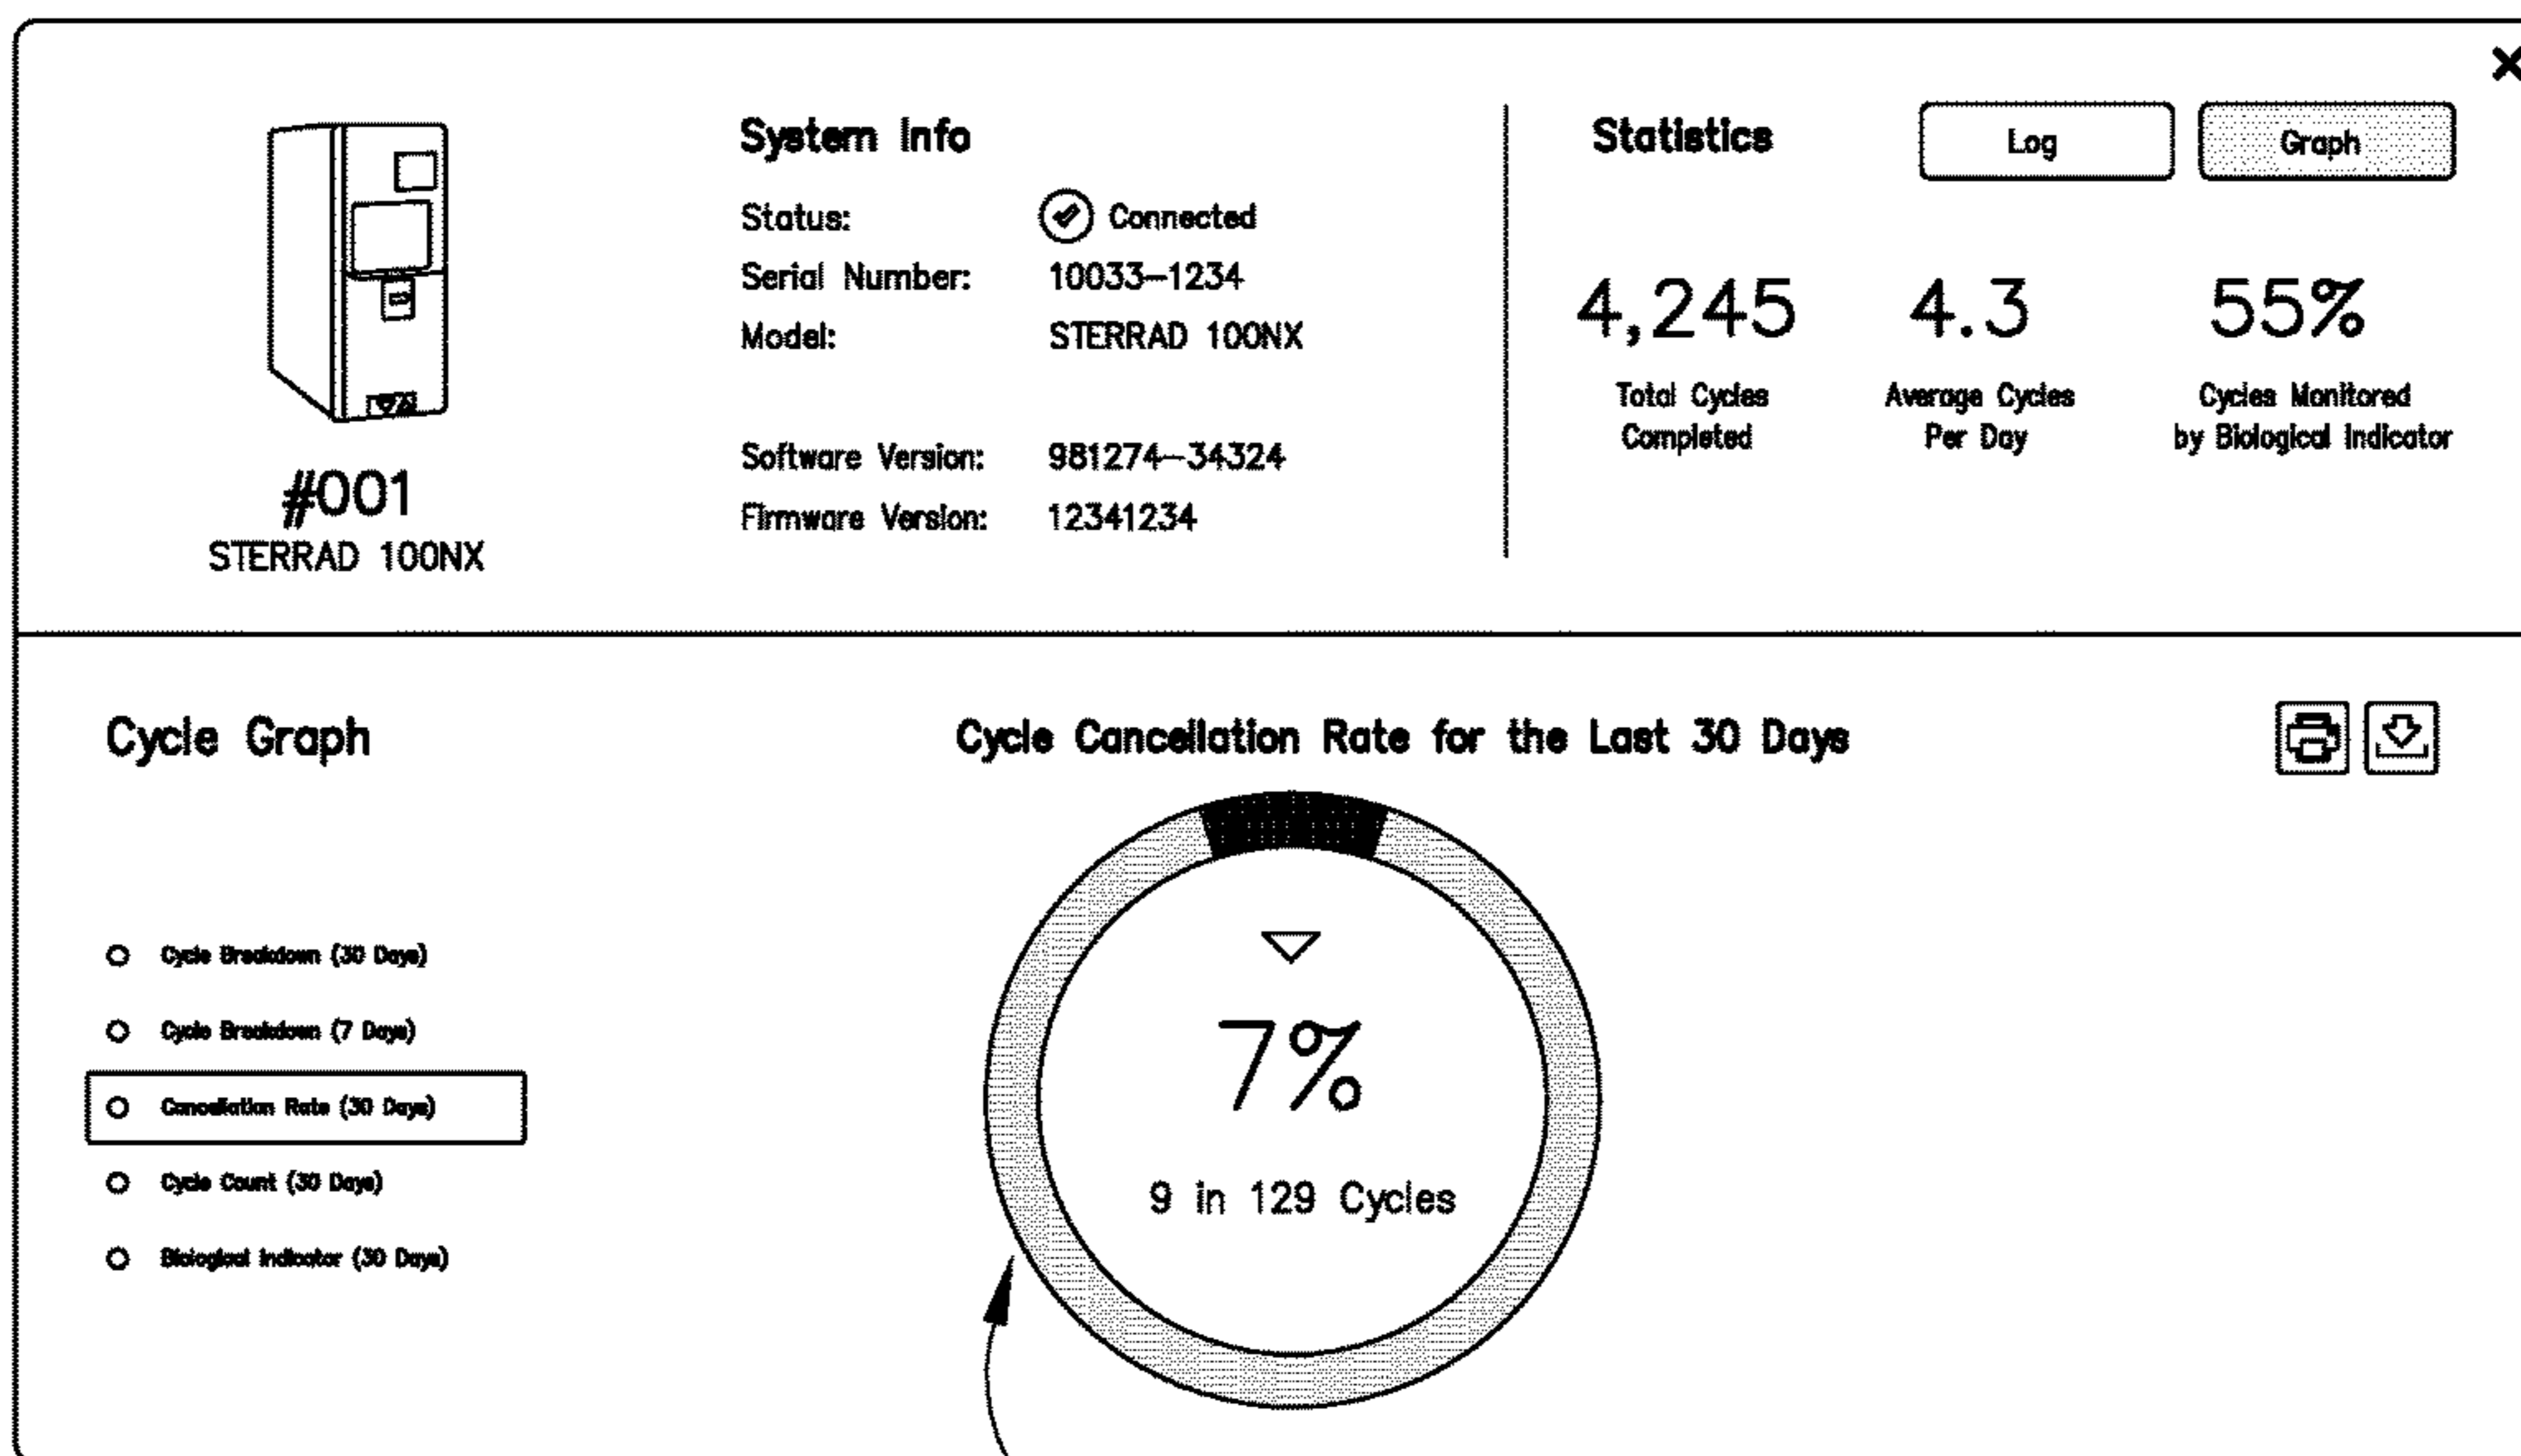 #001
STERRAD 100NX
System Info
Status: Connected
Serial Number: 10033-1234
Model: STERRAD 100NX
Software Version: 981274-34324
Firmware Version: 12341234
Statistics
Log
Graph
4,245
Total Cycles
Completed
4.3
Average Cycles
Per Day
55%
Cycles Monitored
by Biological Indicator
Cycle Graph
Cycle Breakdown (30 Days)
Cycle Breakdown (7 Days)
Cancellation Rate (30 Days)
Cycle Count (30 Days)
Biological Indicator (30 Days)
Cycle Cancellation Rate for the Last 30 Days
7%
9 in 129 Cycles